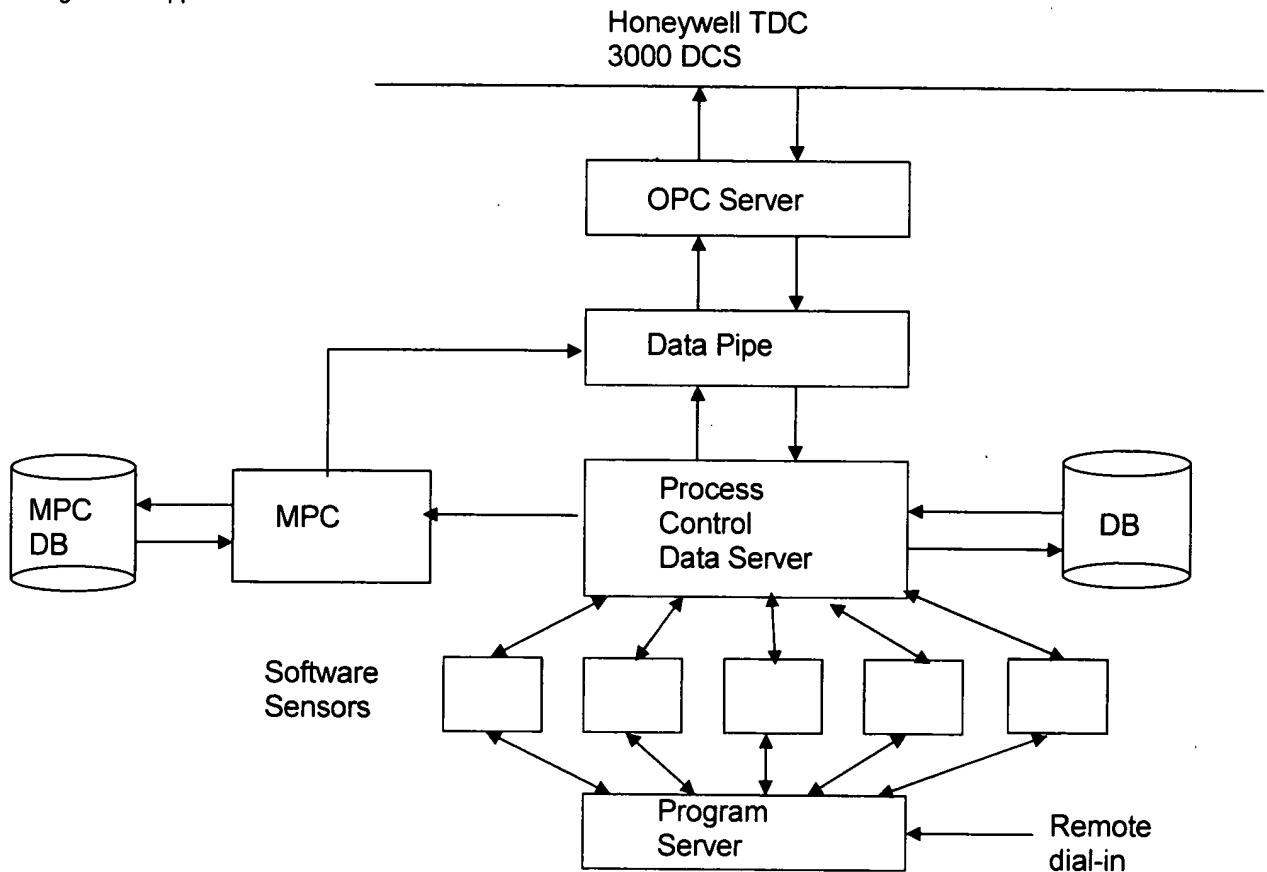 Honeywell TDC
3000 DCS
OPC Server
Data Pipe
MPC
DB
MPC
Process
Control
Data Server
DB
Software
Sensors
Program
Server
Remote
dial-in